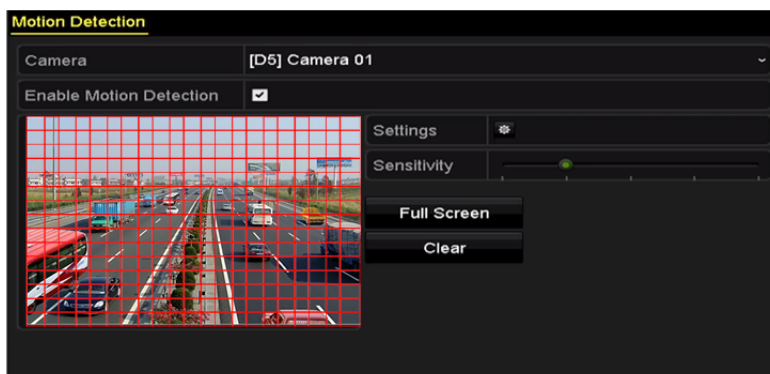 Motion Detection
Camera [D5] Camera 01
Enable Motion Detection
Settings
Sensitivity
Full Screen
Clear